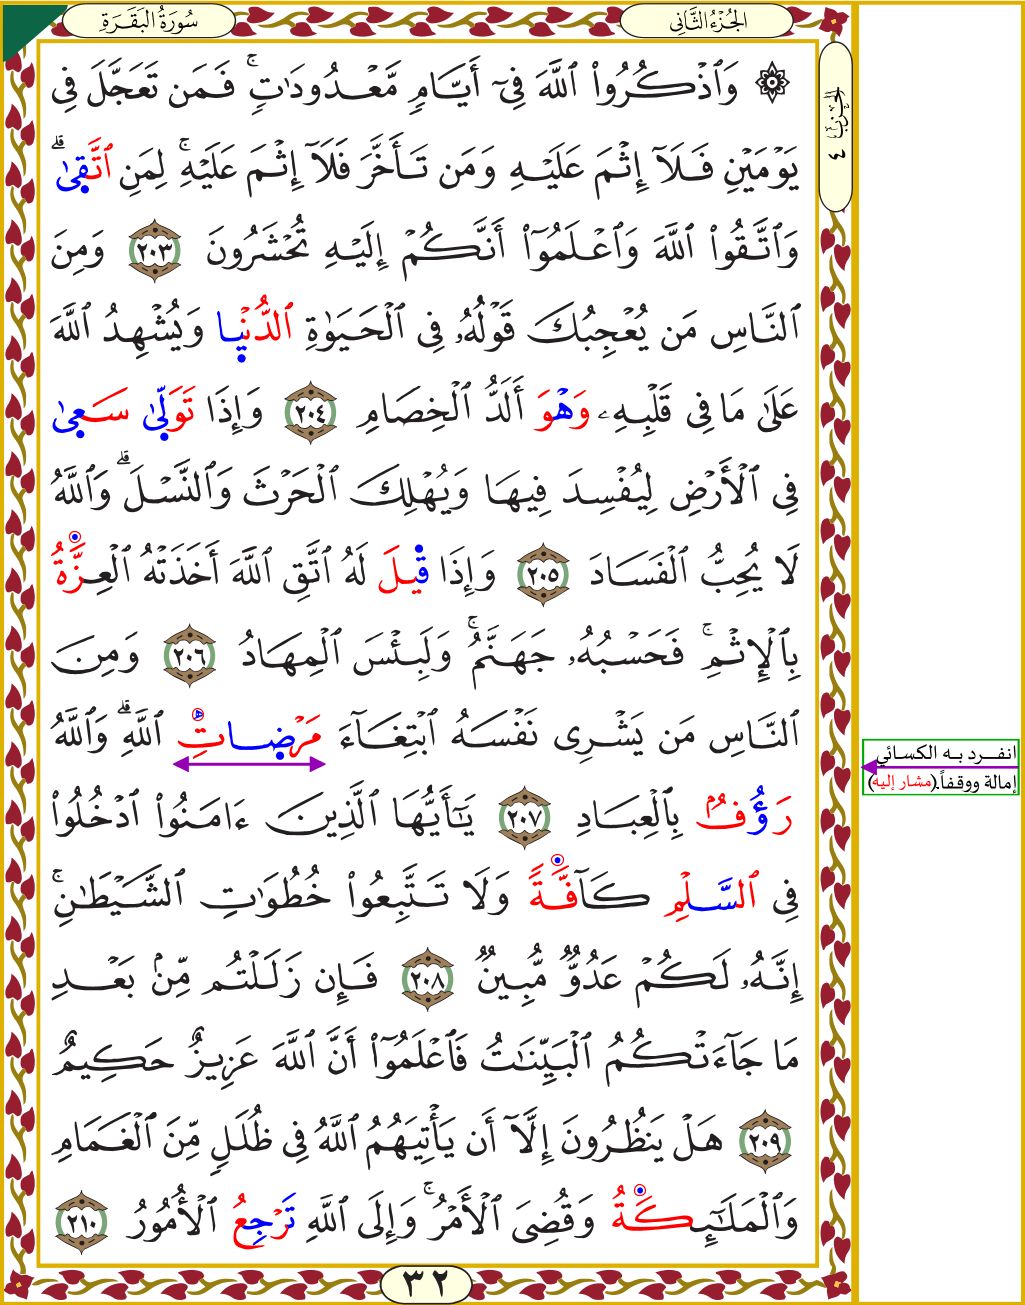 سُورَةُ البَقَرَةِ
الجُزْءُ الثَّانِي
الحزب ٤
۞ وَٱذْكُرُوا۟ ٱللَّهَ فِىٓ أَيَّامٍۢ مَّعْدُودَٰتٍۢ ۚ فَمَن تَعَجَّلَ فِى
يَوْمَيْنِ فَلَآ إِثْمَ عَلَيْهِ وَمَن تَأَخَّرَ فَلَآ إِثْمَ عَلَيْهِ ۚ لِمَنِ ٱتَّقِىٰ ۗ
وَٱتَّقُوا۟ ٱللَّهَ وَٱعْلَمُوٓا۟ أَنَّكُمْ إِلَيْهِ تُحْشَرُونَ ٢٠٣ وَمِنَ
ٱلنَّاسِ مَن يُعْجِبُكَ قَوْلُهُۥ فِى ٱلْحَيَوٰةِ ٱلدُّنْيِا وَيُشْهِدُ ٱللَّهَ
عَلَىٰ مَا فِى قَلْبِهِۦ وَهْوَ أَلَدُّ ٱلْخِصَامِ ٢٠٤ وَإِذَا تَوَلِّىٰ سَعِىٰ
فِى ٱلْأَرْضِ لِيُفْسِدَ فِيهَا وَيُهْلِكَ ٱلْحَرْثَ وَٱلنَّسْلَ ۗ وَٱللَّهُ
لَا يُحِبُّ ٱلْفَسَادَ ٢٠٥ وَإِذَا قِيلَ لَهُ ٱتَّقِ ٱللَّهَ أَخَذَتْهُ ٱلْعِزَّةُ
بِٱلْإِثْمِ ۚ فَحَسْبُهُۥ جَهَنَّمُ ۚ وَلَبِئْسَ ٱلْمِهَادُ ٢٠٦ وَمِنَ
ٱلنَّاسِ مَن يَشْرِى نَفْسَهُ ٱبْتِغَآءَ مَرْضِاتِ ٱللَّهِ ۗ وَٱللَّهُ
رَؤُفٌۢ بِٱلْعِبَادِ ٢٠٧ يَٰٓأَيُّهَا ٱلَّذِينَ ءَامَنُوا۟ ٱدْخُلُوا۟
فِى ٱلسَّلْمِ كَآفَّةًۭ وَلَا تَتَّبِعُوا۟ خُطُوَٰتِ ٱلشَّيْطَٰنِ ۚ
إِنَّهُۥ لَكُمْ عَدُوٌّۭ مُّبِينٌۭ ٢٠٨ فَإِن زَلَلْتُم مِّنۢ بَعْدِ
مَا جَآءَتْكُمُ ٱلْبَيِّنَٰتُ فَٱعْلَمُوٓا۟ أَنَّ ٱللَّهَ عَزِيزٌ حَكِيمٌ
٢٠٩ هَلْ يَنظُرُونَ إِلَّآ أَن يَأْتِيَهُمُ ٱللَّهُ فِى ظُلَلٍۢ مِّنَ ٱلْغَمَامِ
وَٱلْمَلَٰٓئِكَةُ وَقُضِىَ ٱلْأَمْرُ ۚ وَإِلَى ٱللَّهِ تَرْجِعُ ٱلْأُمُورُ ٢١٠
انفرد به الكسائي
إمالة ووقفاً.(مشار إليه)
٣٢